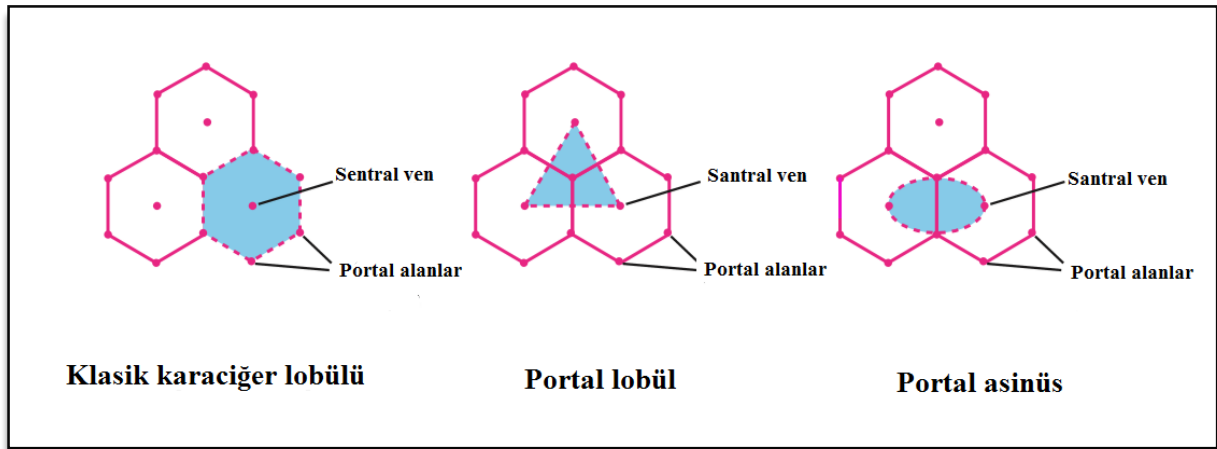 Sentral ven
Portal alanlar
Klasik karaciğer lobülü
Santral ven
Portal alanlar
Portal lobül
Santral ven
Portal alanlar
Portal asinüs